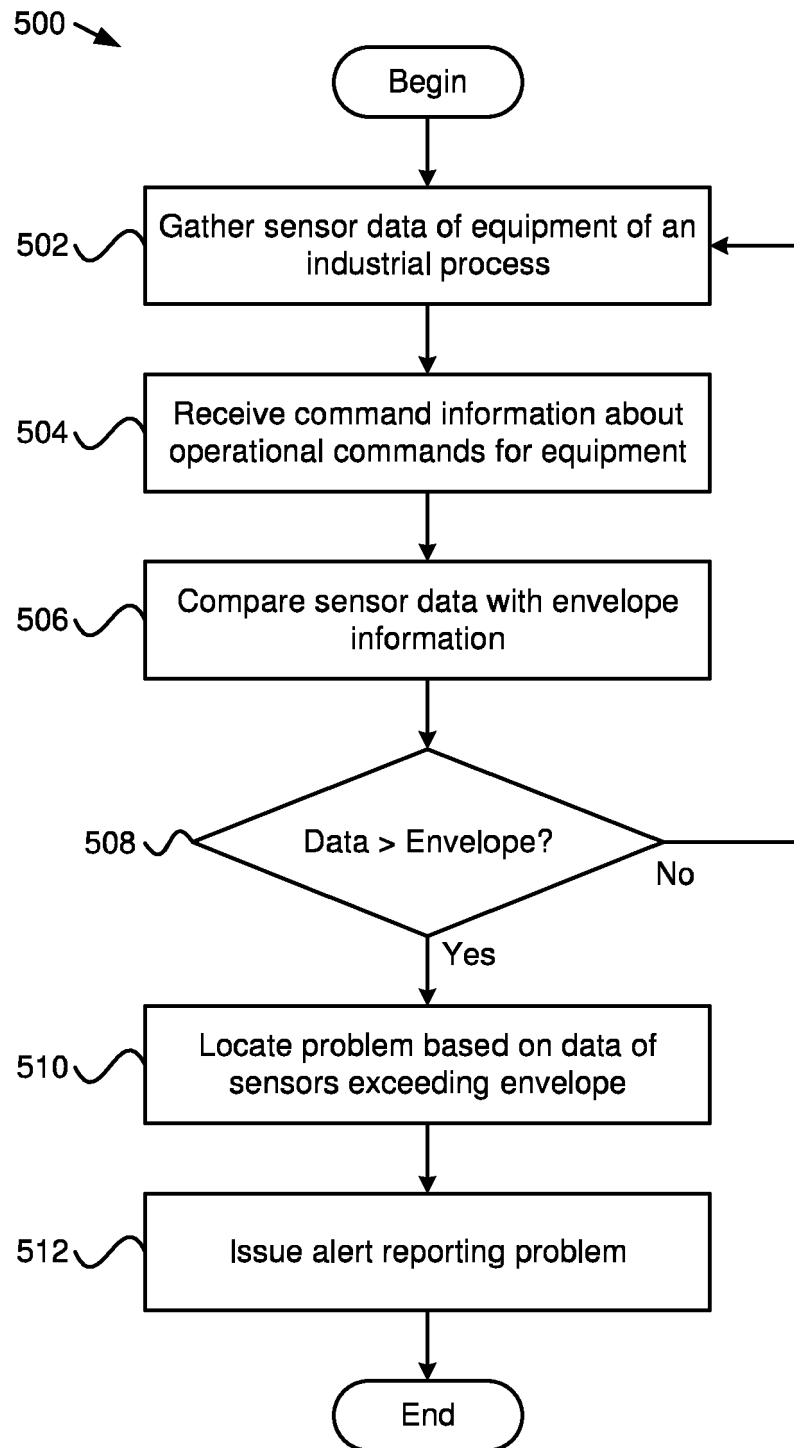 500
Begin
502
Gather sensor data of equipment of an
industrial process
504
Receive command information about
operational commands for equipment
506
Compare sensor data with envelope
information
508
Data > Envelope?
No
Yes
510
Locate problem based on data of
sensors exceeding envelope
512
Issue alert reporting problem
End